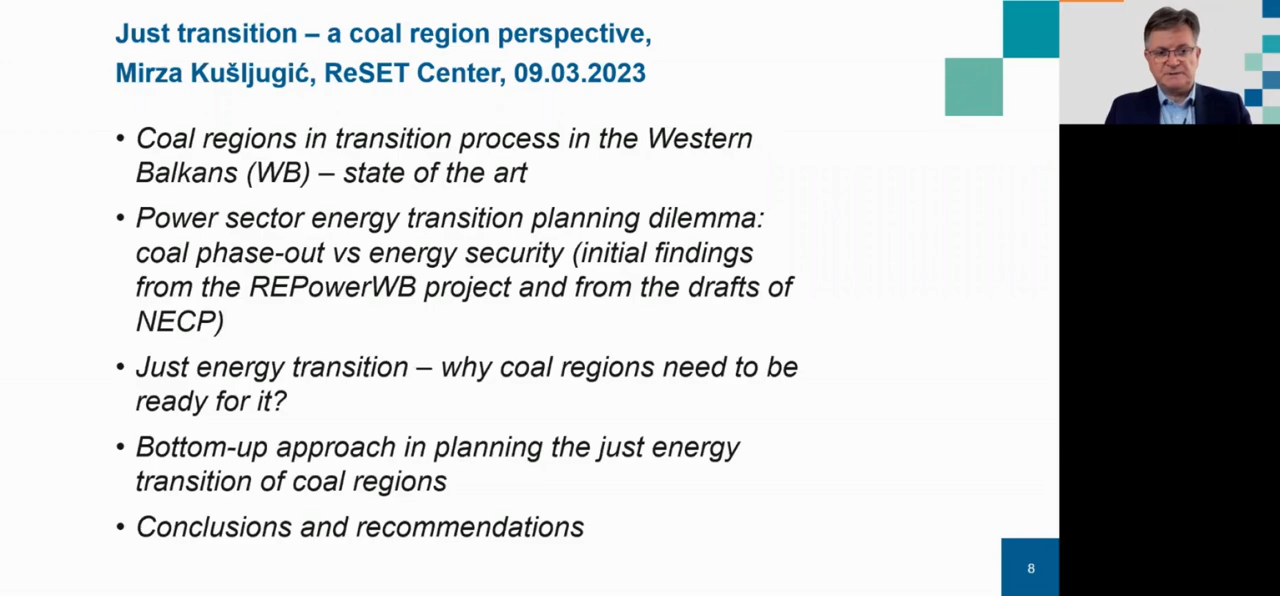 Just transition – a coal region perspective,
Mirza Kušljugić, ReSET Center, 09.03.2023
• Coal regions in transition process in the Western
Balkans (WB) – state of the art
• Power sector energy transition planning dilemma:
coal phase-out vs energy security (initial findings
from the REPowerWB project and from the drafts of
NECP)
• Just energy transition – why coal regions need to be
ready for it?
• Bottom-up approach in planning the just energy
transition of coal regions
• Conclusions and recommendations
8